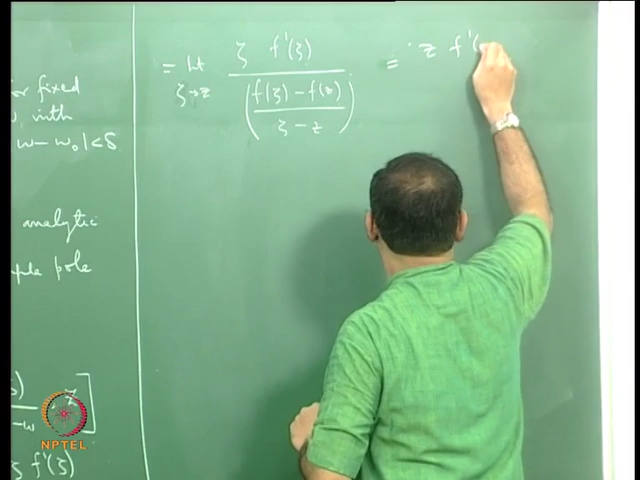 or fixed
with
w - w₀| < δ
analytic
ple pole
ζ)
-w , z ]
ζ f'(ζ)
= lt ζ→z ζ f'(ζ) / ( (f(ζ) - f(z)) / (ζ - z) ) = z f'(
NPTEL